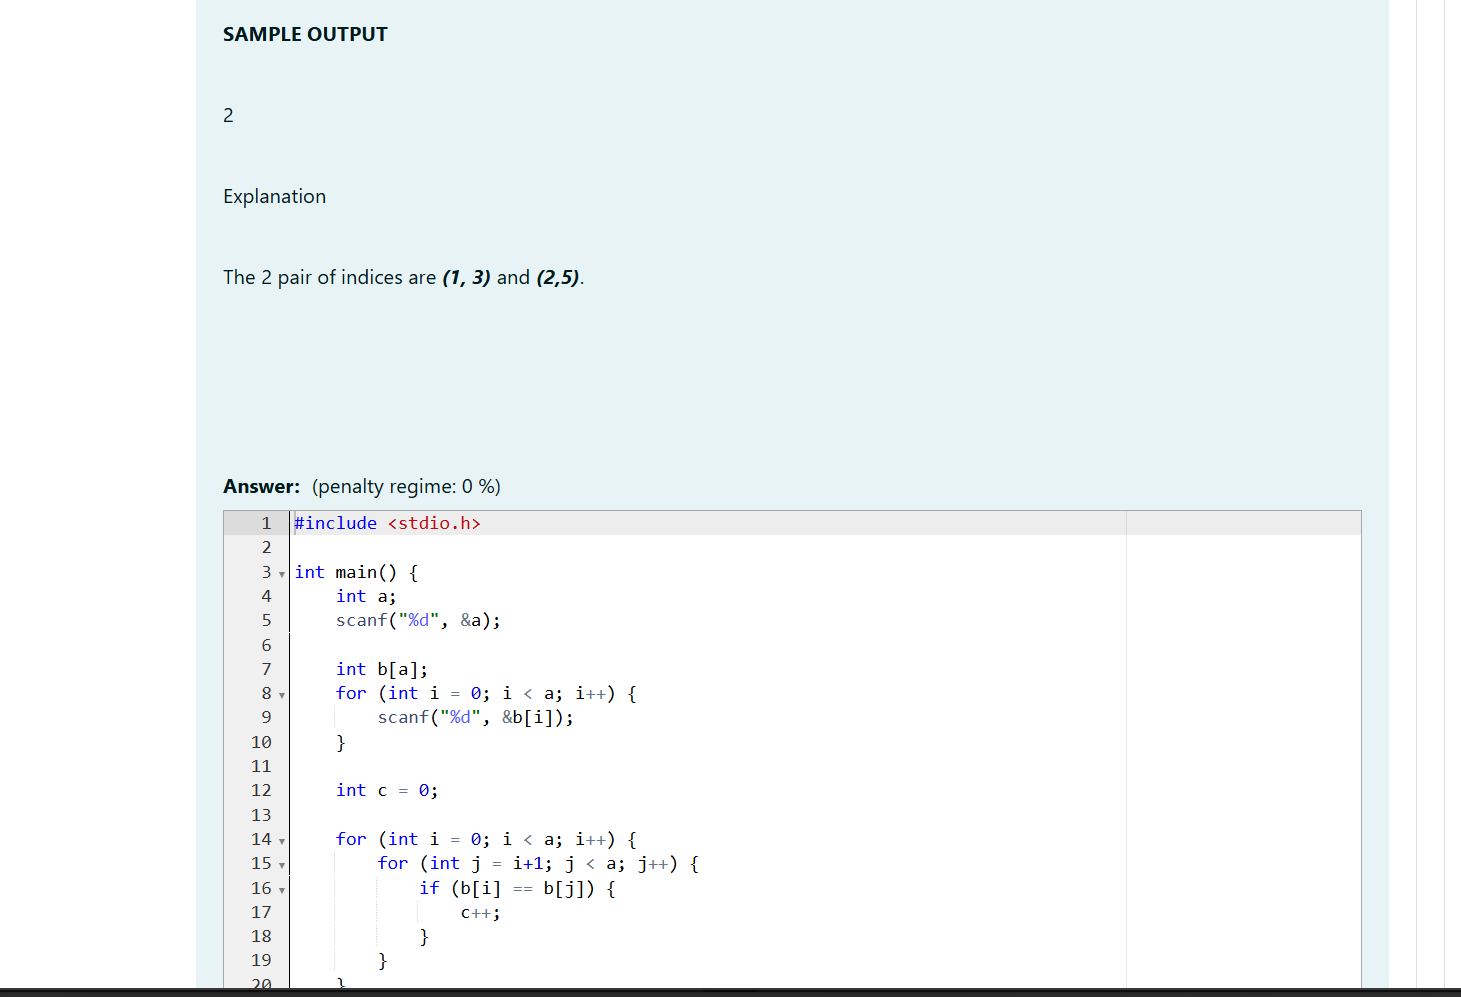 SAMPLE OUTPUT
2
Explanation
The 2 pair of indices are (1, 3) and (2,5).
Answer: (penalty regime: 0 %)
1 #include <stdio.h>
2
3 int main() {
4     int a;
5     scanf("%d", &a);
6
7     int b[a];
8     for (int i = 0; i < a; i++) {
9         scanf("%d", &b[i]);
10     }
11
12     int c = 0;
13
14     for (int i = 0; i < a; i++) {
15         for (int j = i+1; j < a; j++) {
16             if (b[i] == b[j]) {
17                 c++;
18             }
19         }
20     }